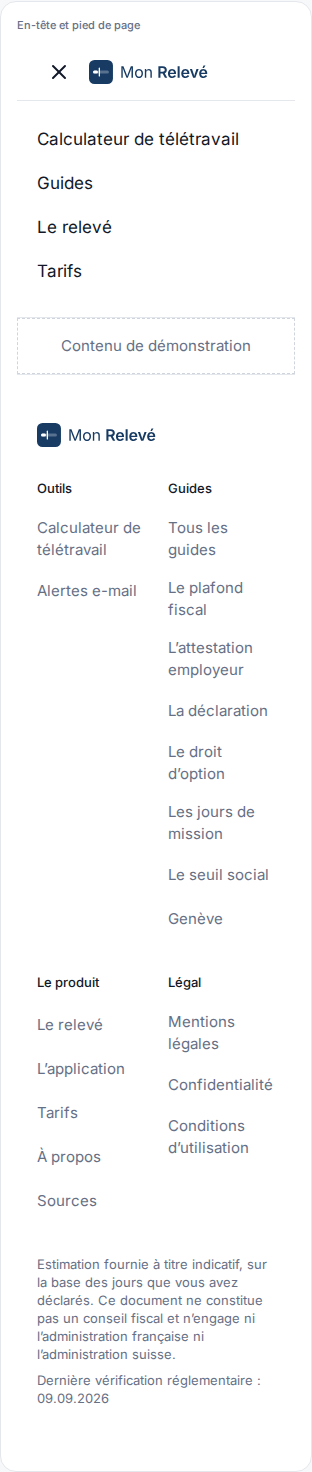 En-tête et pied de page
Mon Relevé
Calculateur de télétravail
Guides
Le relevé
Tarifs
Contenu de démonstration
Mon Relevé
Outils
Calculateur de
télétravail
Alertes e-mail
Guides
Tous les
guides
Le plafond
fiscal
L’attestation
employeur
La déclaration
Le droit
d’option
Les jours de
mission
Le seuil social
Genève
Le produit
Le relevé
L’application
Tarifs
À propos
Sources
Légal
Mentions
légales
Confidentialité
Conditions
d’utilisation
Estimation fournie à titre indicatif, sur
la base des jours que vous avez
déclarés. Ce document ne constitue
pas un conseil fiscal et n’engage ni
l’administration française ni
l’administration suisse.
Dernière vérification réglementaire :
09.09.2026